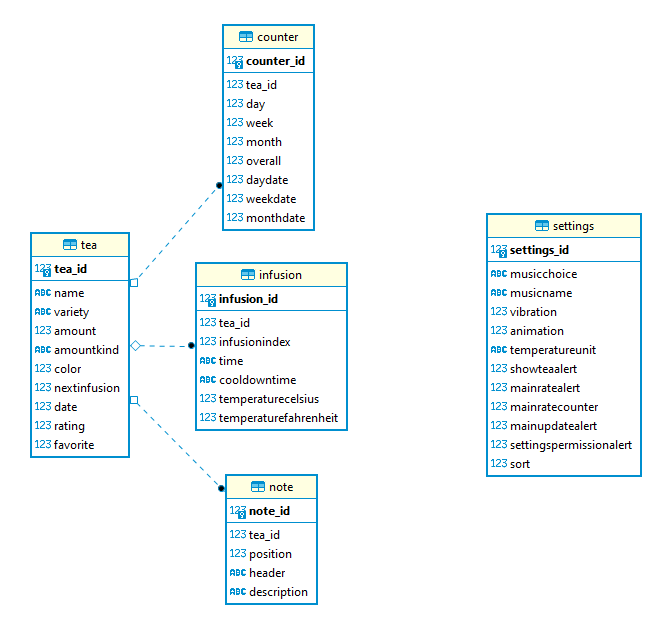 counter
123 counter_id
123 tea_id
123 day
123 week
123 month
123 overall
123 daydate
123 weekdate
123 monthdate
tea
123 tea_id
ABC name
ABC variety
123 amount
ABC amountkind
123 color
123 nextinfusion
123 date
123 rating
123 favorite
infusion
123 infusion_id
123 tea_id
123 infusionindex
ABC time
ABC cooldowntime
123 temperaturecelsius
123 temperaturefahrenheit
note
123 note_id
123 tea_id
123 position
ABC header
ABC description
settings
123 settings_id
ABC musicchoice
ABC musicname
123 vibration
123 animation
ABC temperatureunit
123 showteaalert
123 mainratealert
123 mainratecounter
123 mainupdatealert
123 settingspermissionalert
123 sort